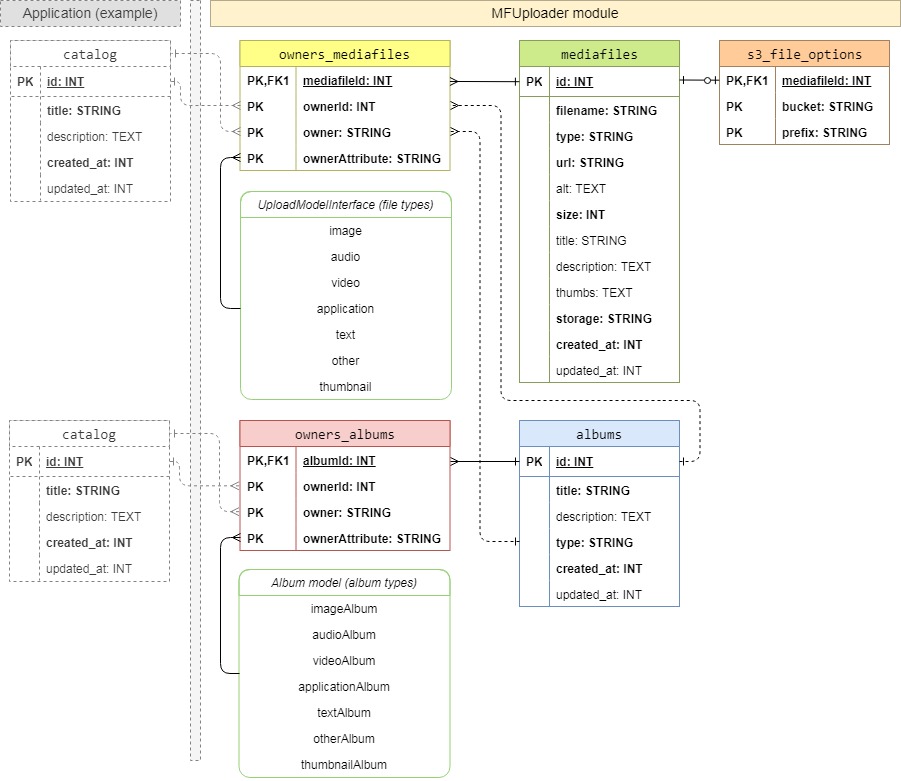 Application (example)
MFUploader module
catalog
PK id: INT
title: STRING
description: TEXT
created_at: INT
updated_at: INT
owners_mediafiles
PK,FK1 mediafileId: INT
PK ownerId: INT
PK owner: STRING
PK ownerAttribute: STRING
mediafiles
PK id: INT
filename: STRING
type: STRING
url: STRING
alt: TEXT
size: INT
title: STRING
description: TEXT
thumbs: TEXT
storage: STRING
created_at: INT
updated_at: INT
s3_file_options
PK,FK1 mediafileId: INT
PK bucket: STRING
PK prefix: STRING
UploadModelInterface (file types)
image
audio
video
application
text
other
thumbnail
catalog
PK id: INT
title: STRING
description: TEXT
created_at: INT
updated_at: INT
owners_albums
PK,FK1 albumId: INT
PK ownerId: INT
PK owner: STRING
PK ownerAttribute: STRING
albums
PK id: INT
title: STRING
description: TEXT
type: STRING
created_at: INT
updated_at: INT
Album model (album types)
imageAlbum
audioAlbum
videoAlbum
applicationAlbum
textAlbum
otherAlbum
thumbnailAlbum